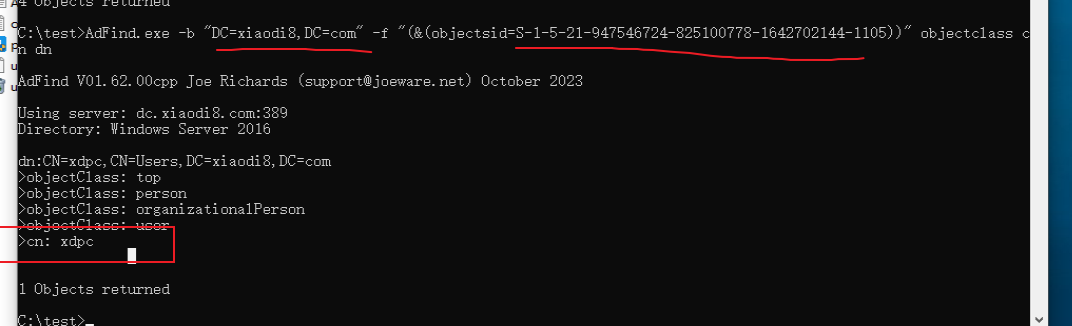 A4 Objects returned
C:\test>AdFind.exe -b "DC=xiaodi8,DC=com" -f "(&(objectsid=S-1-5-21-947546724-825100778-1642702144-1105))" objectclass c
n dn
AdFind V01.62.00cpp Joe Richards (support@joeware.net) October 2023
Using server: dc.xiaodi8.com:389
Directory: Windows Server 2016
dn:CN=xdpc,CN=Users,DC=xiaodi8,DC=com
>objectClass: top
>objectClass: person
>objectClass: organizationalPerson
>objectClass: user
>cn: xdpc
1 Objects returned
C:\test>_